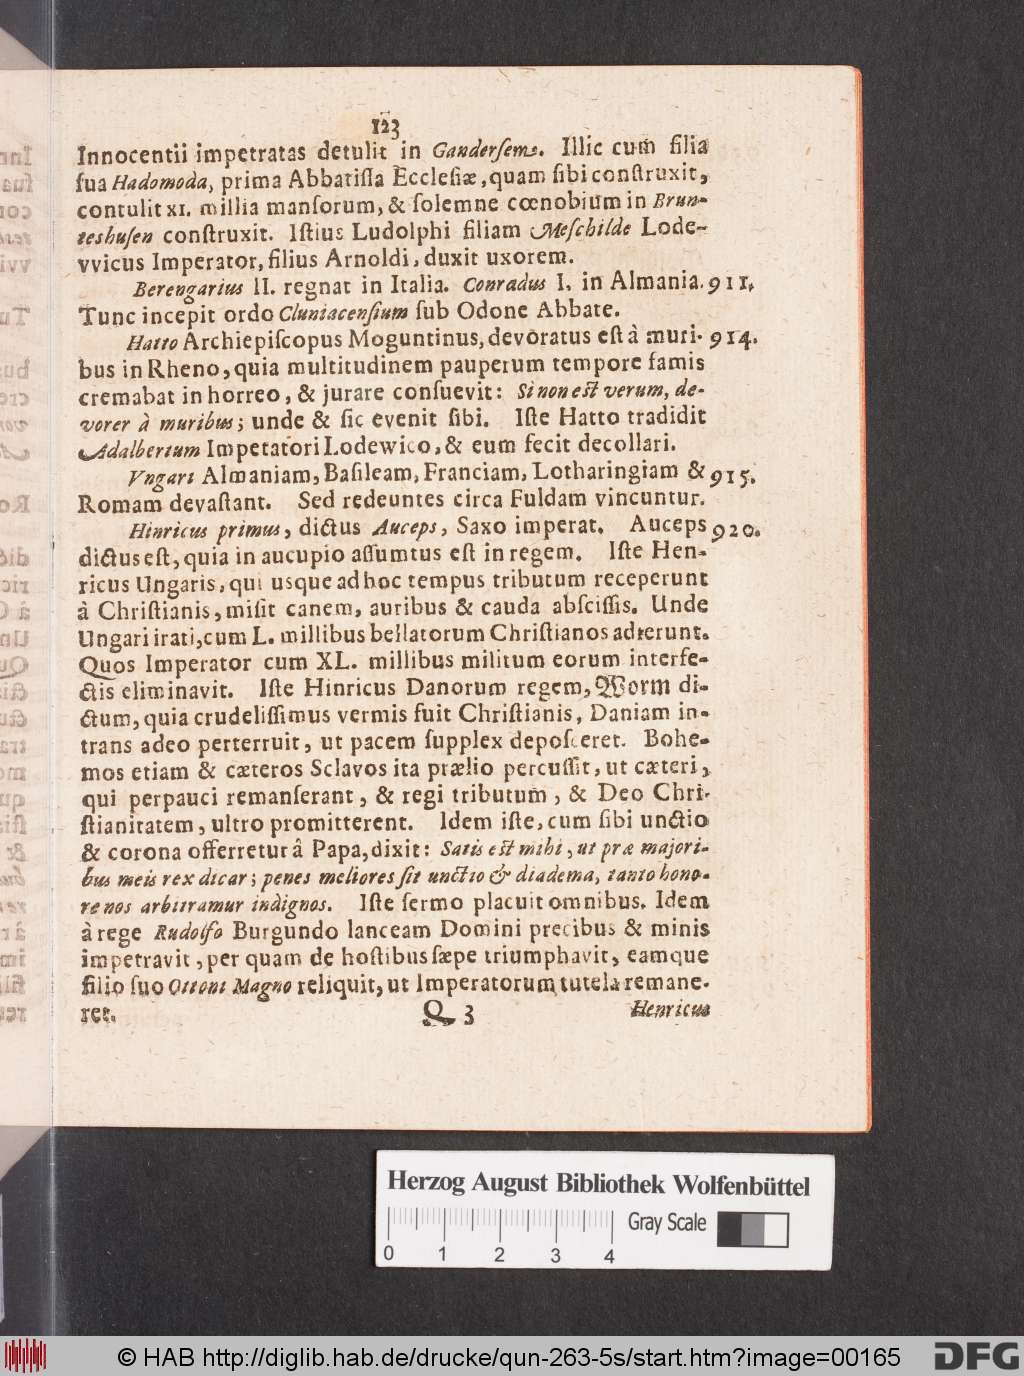 123
Innocentii impetratas detulit in Ganderſem. Illic cum filia
ſua Hadomoda, prima Abbatiſſa Eccleſiæ, quam ſibi conſtruxit,
contulit XI. millia manſorum, & ſolemne cœnobium in Brun-
teshuſen conſtruxit. Iſtius Ludolphi filiam Meſchilde Lode-
vvicus Imperator, filius Arnoldi, duxit uxorem.
Berengarius II. regnat in Italia. Conradus I. in Almania. 911.
Tunc incepit ordo Cluniacenſium ſub Odone Abbate.
Hatto Archiepiſcopus Moguntinus, devoratus eſt à muri- 914.
bus in Rheno, quia multitudinem pauperum tempore famis
cremabat in horreo, & jurare conſuevit: Si non eſt verum, de-
vorer à muribus; unde & ſic evenit ſibi. Iſte Hatto tradidit
Adalbertum Impetatori Lodewico, & eum fecit decollari.
Vngari Almaniam, Baſileam, Franciam, Lotharingiam & 915.
Romam devaſtant. Sed redeuntes circa Fuldam vincuntur.
Hinricus primus, dictus Auceps, Saxo imperat. Auceps 920.
dictus eſt, quia in aucupio aſſumtus eſt in regem. Iſte Hen-
ricus Ungaris, qui usque ad hoc tempus tributum receperunt
à Chriſtianis, miſit canem, auribus & cauda abſciſſis. Unde
Ungari irati, cum L. millibus bellatorum Chriſtianos adierunt.
Quos Imperator cum XL. millibus militum eorum interfe-
ctis eliminavit. Iſte Hinricus Danorum regem, Worm di-
ctum, quia crudeliſſimus vermis fuit Chriſtianis, Daniam in-
trans adeo perterruit, ut pacem ſupplex depoſceret. Bohe-
mos etiam & cæteros Sclavos ita prælio percuſſit, ut cæteri,
qui perpauci remanſerant, & regi tributum, & Deo Chri-
ſtianitatem, ultro promitterent. Idem iſte, cum ſibi unctio
& corona offerretur â Papa, dixit: Satis eſt mihi, ut præ majori-
bus meis rex dicar; penes meliores ſit unctio & diadema, tanto hono-
re nos arbitramur indignos. Iſte ſermo placuit omnibus. Idem
à rege Rudolfo Burgundo lanceam Domini precibus & minis
impetravit, per quam de hoſtibus ſæpe triumphavit, eamque
filio ſuo Ottoni Magno reliquit, ut Imperatorum tutela remane-
ret.
Q 3
Henricus
Herzog August Bibliothek Wolfenbüttel
Gray Scale
0 1 2 3 4
© HAB http://diglib.hab.de/drucke/qun-263-5s/start.htm?image=00165
DFG